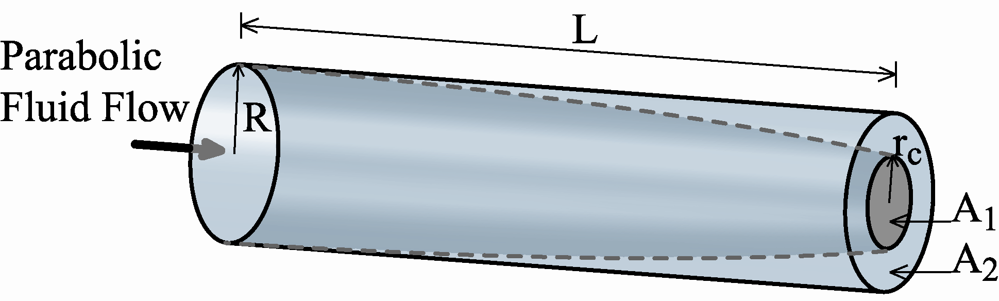 L
Parabolic
Fluid Flow
R
r_c
A_1
A_2